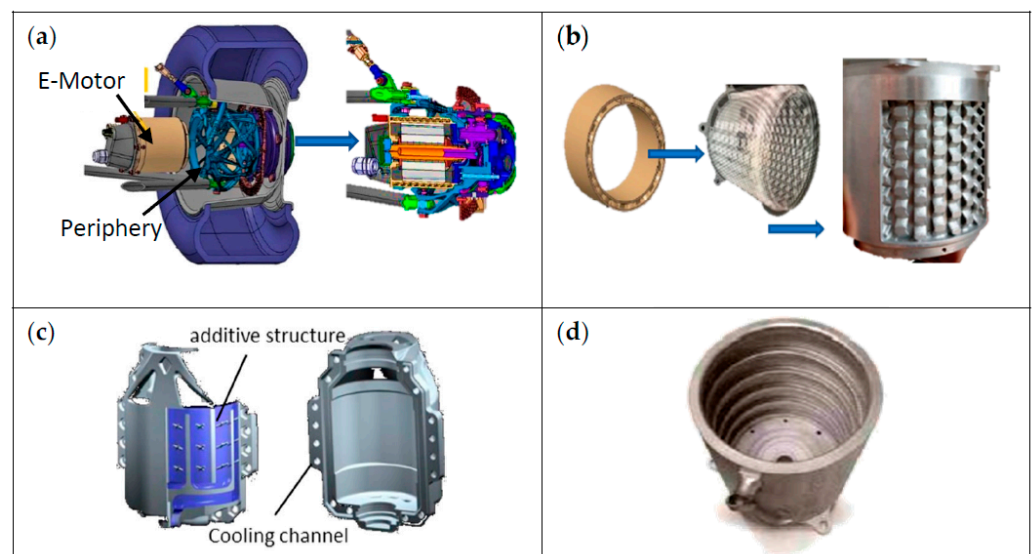 (a)
E-Motor
Periphery
(b)
(c)
additive structure
Cooling channel
(d)